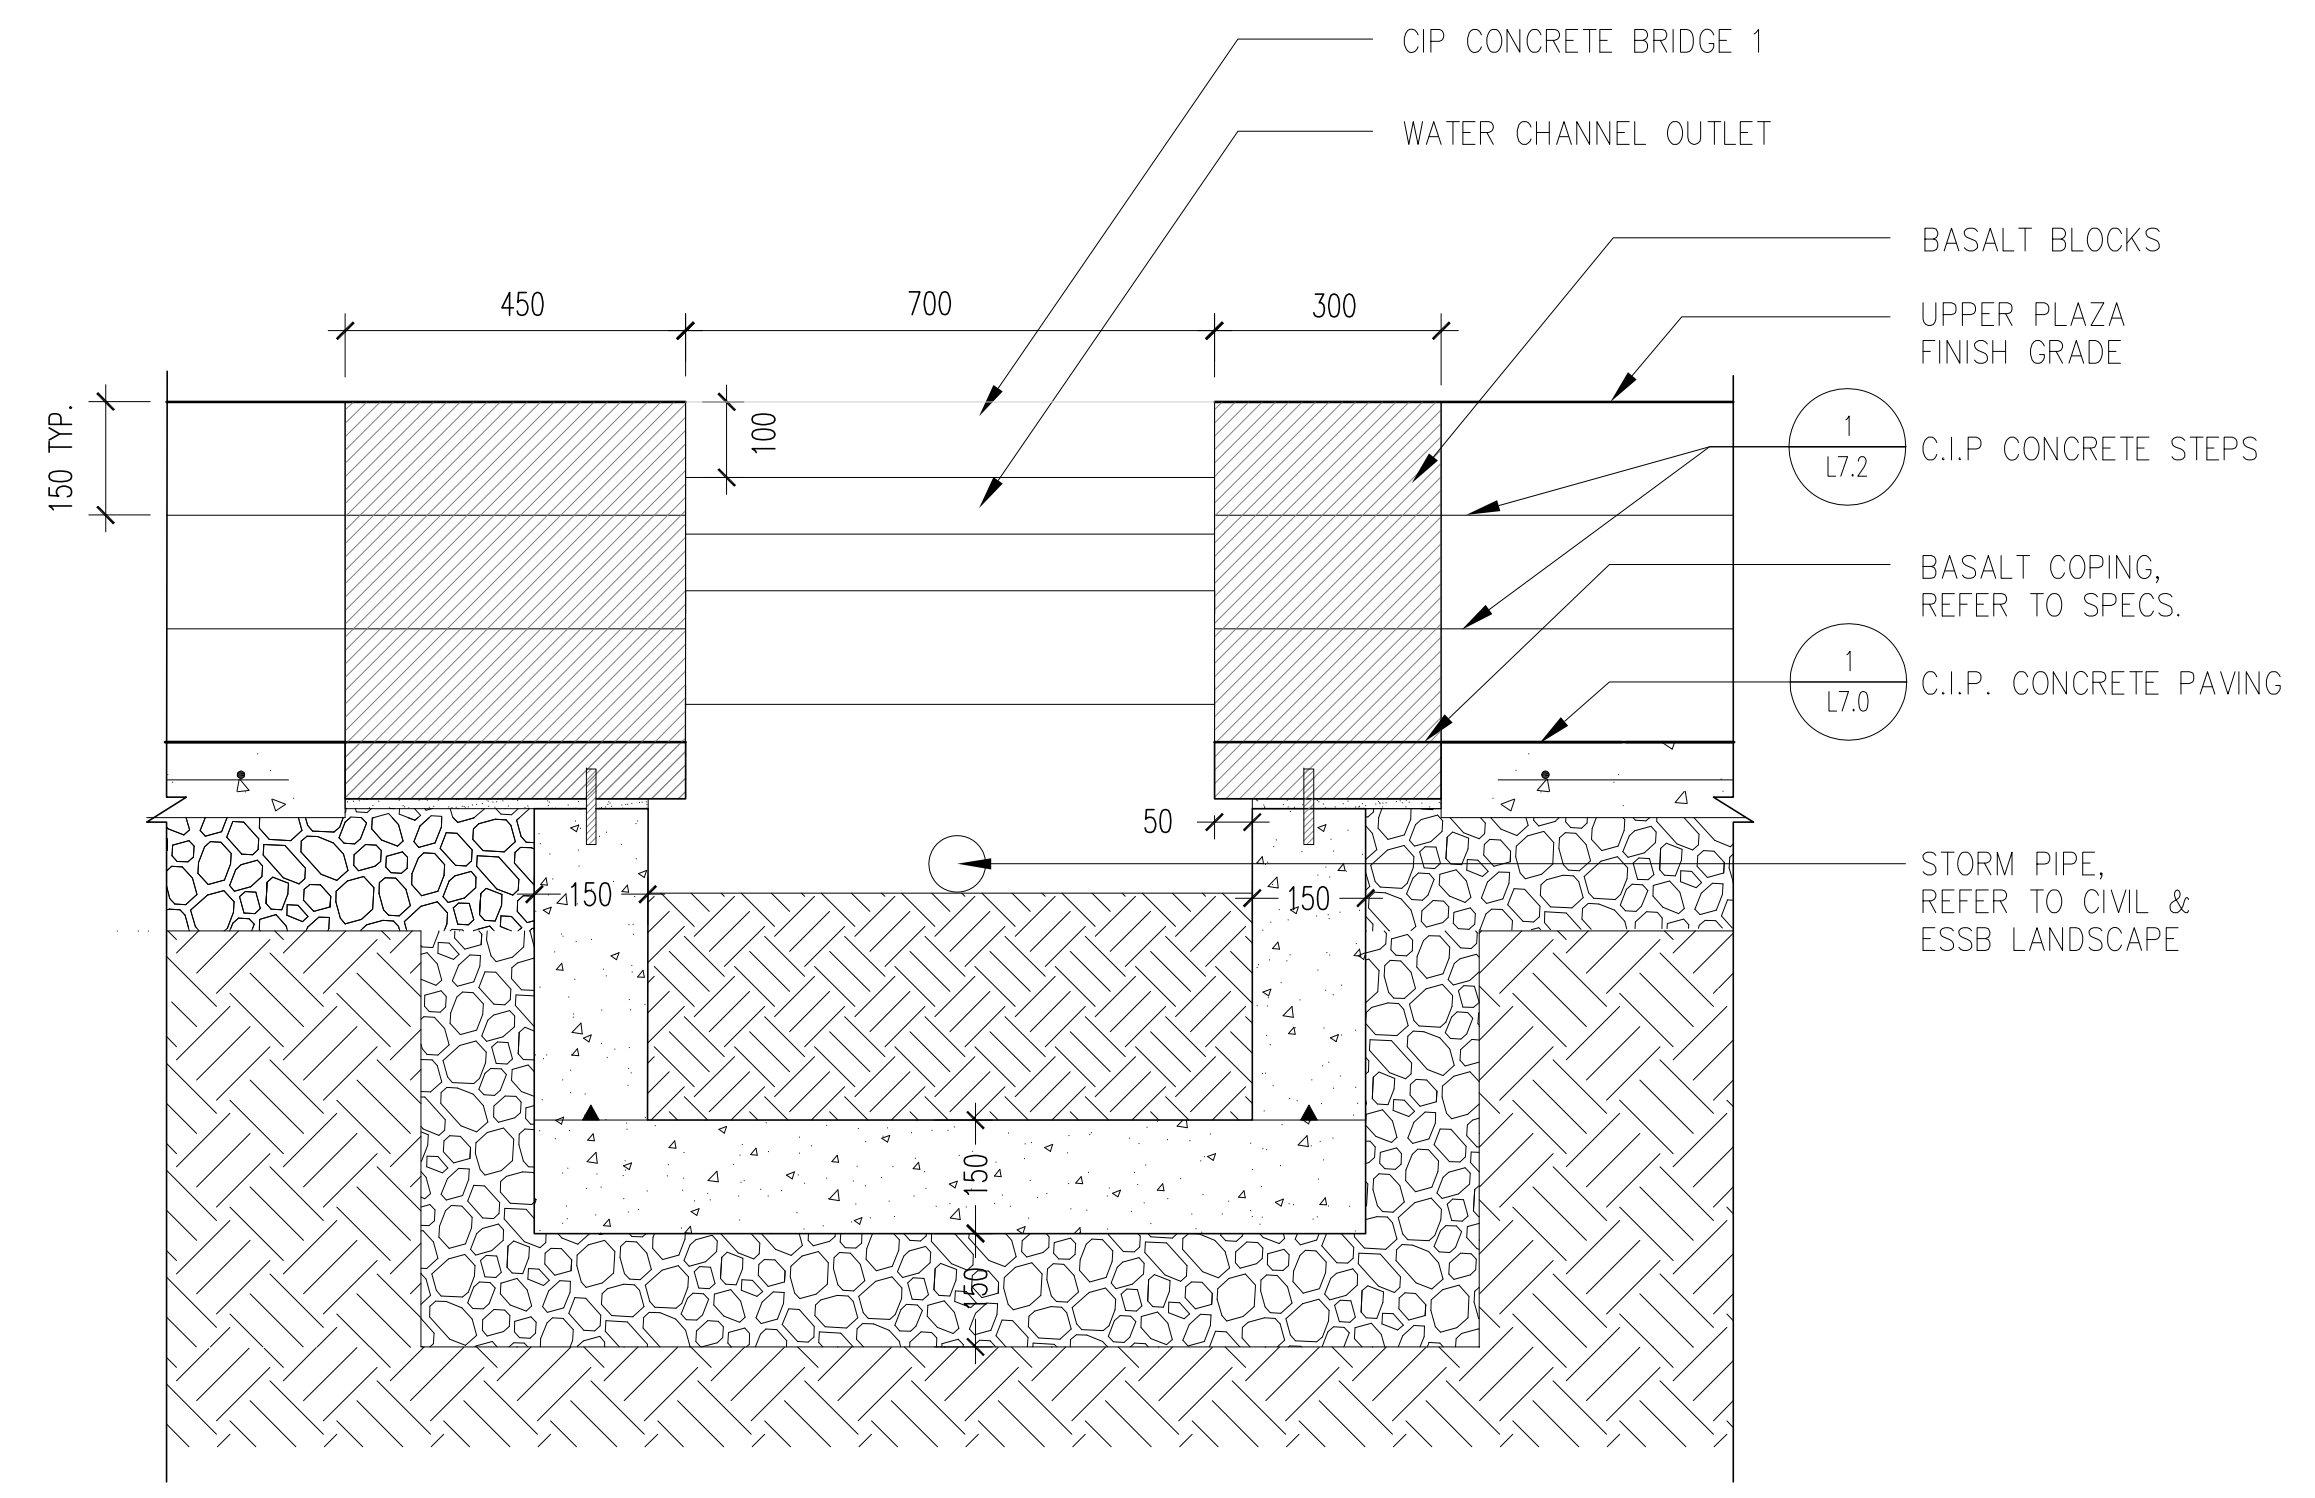 CIP CONCRETE BRIDGE 1
WATER CHANNEL OUTLET
BASALT BLOCKS
450
700
300
UPPER PLAZA
FINISH GRADE
150 TYP.
100
1
L7.2
C.I.P CONCRETE STEPS
BASALT COPING,
REFER TO SPECS.
1
L7.0
C.I.P. CONCRETE PAVING
50
STORM PIPE,
REFER TO CIVIL &
ESSB LANDSCAPE
150
150
150
150